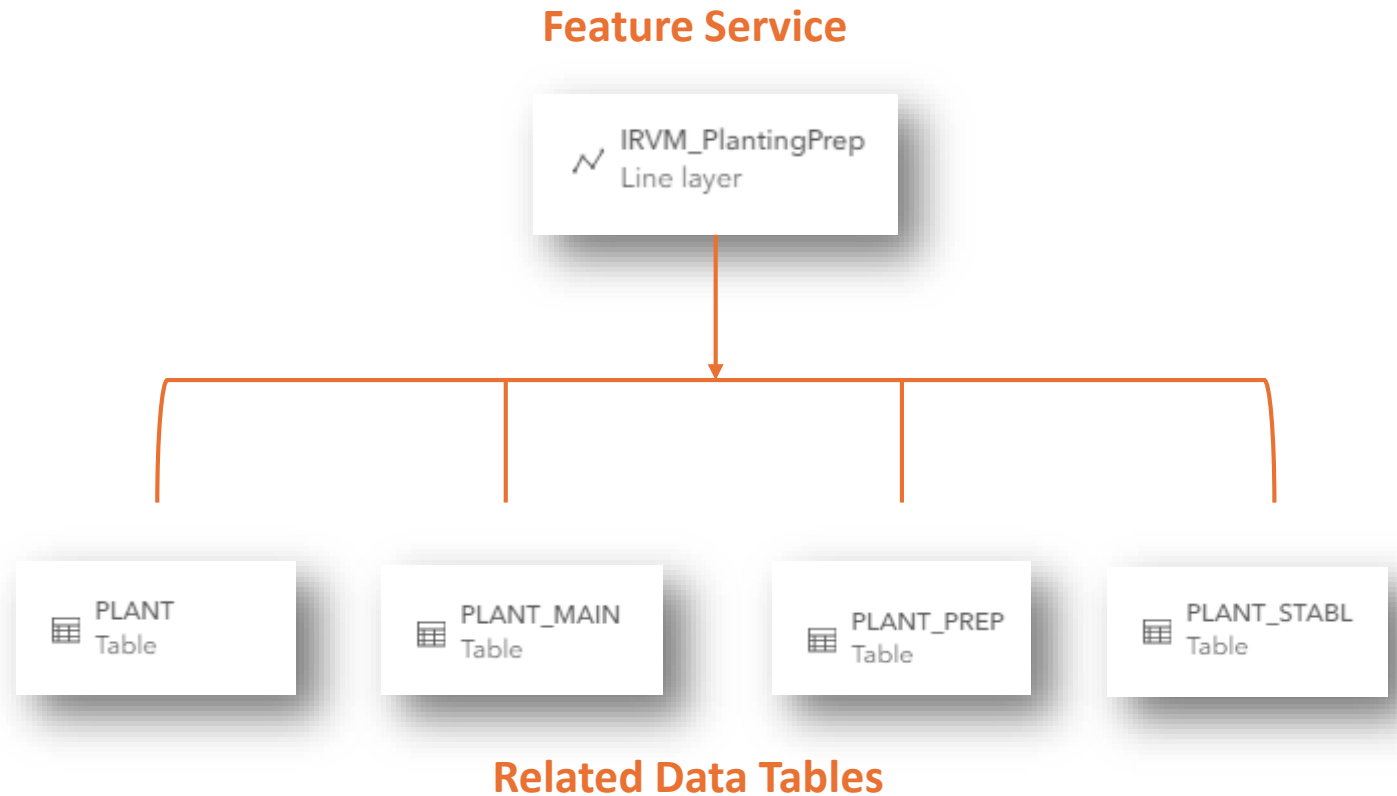 Feature Service
IRVM_PlantingPrep
Line layer
PLANT
Table
PLANT_MAIN
Table
PLANT_PREP
Table
PLANT_STABL
Table
Related Data Tables